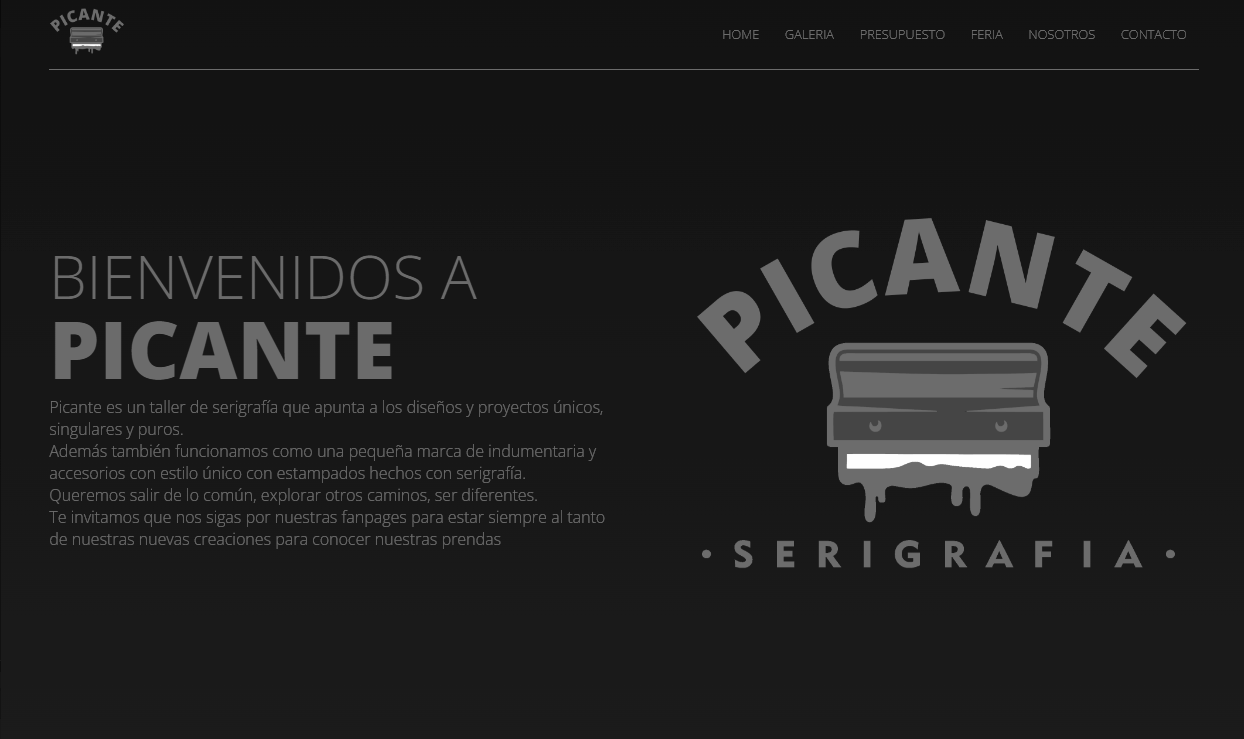 PICANTE
HOME GALERIA PRESUPUESTO FERIA NOSOTROS CONTACTO
BIENVENIDOS A
PICANTE
Picante es un taller de serigrafía que apunta a los diseños y proyectos únicos,
singulares y puros.
Además también funcionamos como una pequeña marca de indumentaria y
accesorios con estilo único con estampados hechos con serigrafía.
Queremos salir de lo común, explorar otros caminos, ser diferentes.
Te invitamos que nos sigas por nuestras fanpages para estar siempre al tanto
de nuestras nuevas creaciones para conocer nuestras prendas
PICANTE
• SERIGRAFIA •